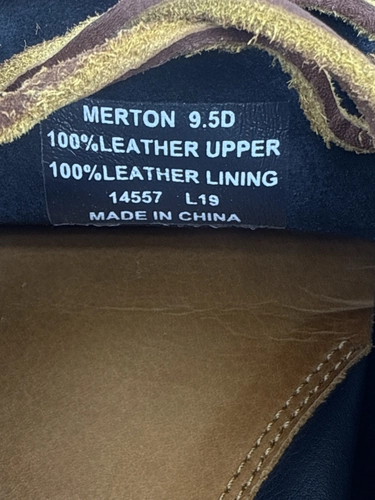 MERTON 9.5D
100%LEATHER UPPER
100%LEATHER LINING
14557 L19
MADE IN CHINA